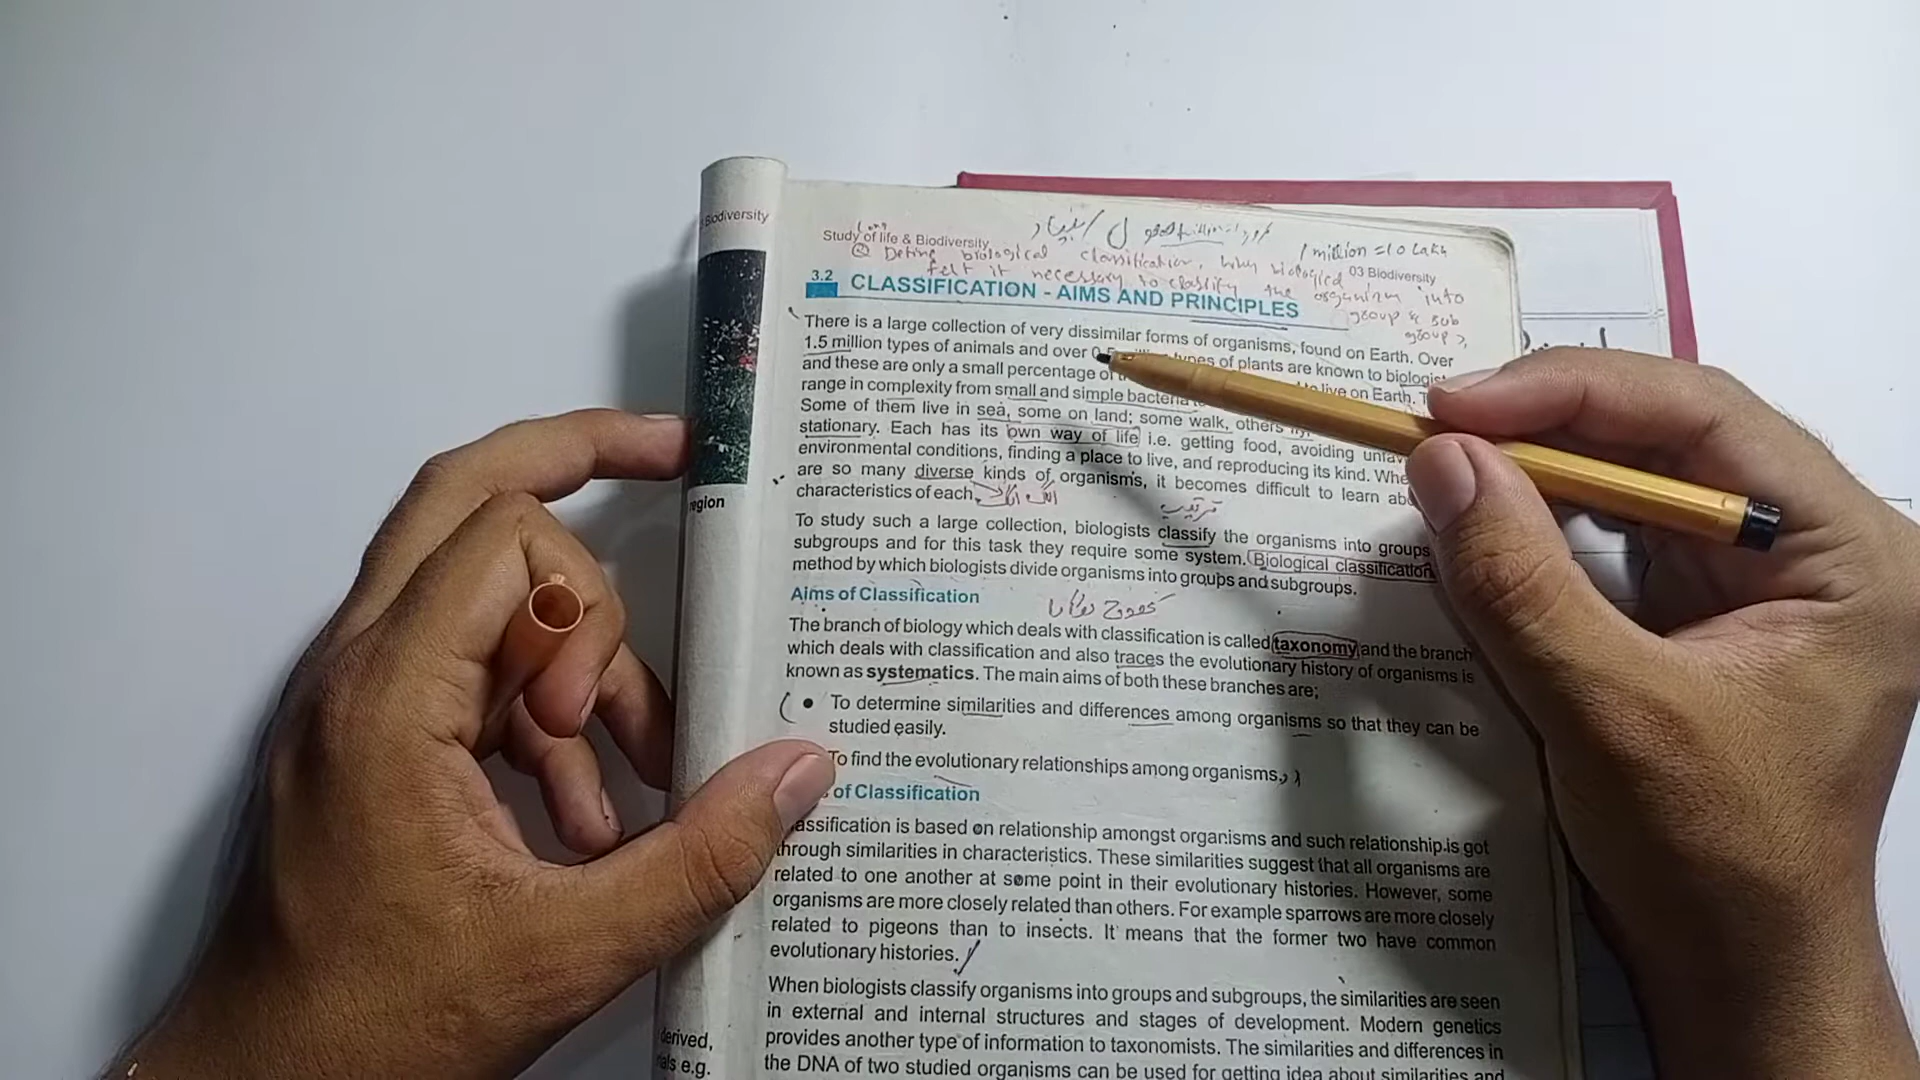 Biodiversity
Long
Study of life & Biodiversity
1 million = 10 Lakh
Define biological classification, why biological
03 Biodiversity
felt it necessary to classify the organism into
group & sub
group
3.2
CLASSIFICATION - AIMS AND PRINCIPLES
There is a large collection of very dissimilar forms of organisms, found on Earth. Over
1.5 million types of animals and over types of plants are known to
and these are only a small percentage of live on Earth.
range in complexity from small and simple bacteria
Some of them live in sea, some on land; some walk, others
stationary. Each has its own way of life i.e. getting food, avoiding
environmental conditions, finding a place to live, and reproducing its kind.
are so many diverse kinds of organisms, it becomes difficult to learn
characteristics of each. الگ الگ
region
ترتیب
To study such a large collection, biologists classify the organisms into groups
subgroups and for this task they require some system. Biological classification
method by which biologists divide organisms into groups and subgroups.
Aims of Classification
The branch of biology which deals with classification is called taxonomy and the branch
which deals with classification and also traces the evolutionary history of organisms is
known as systematics. The main aims of both these branches are;
• To determine similarities and differences among organisms so that they can be
studied easily.
To find the evolutionary relationships among organisms.
of Classification
assification is based on relationship amongst organisms and such relationship is got
through similarities in characteristics. These similarities suggest that all organisms are
related to one another at some point in their evolutionary histories. However, some
organisms are more closely related than others. For example sparrows are more closely
related to pigeons than to insects. It means that the former two have common
evolutionary histories.
When biologists classify organisms into groups and subgroups, the similarities are seen
in external and internal structures and stages of development. Modern genetics
provides another type of information to taxonomists. The similarities and differences in
the DNA of two studied organisms can be used for getting idea about similarities and
derived,
e.g.